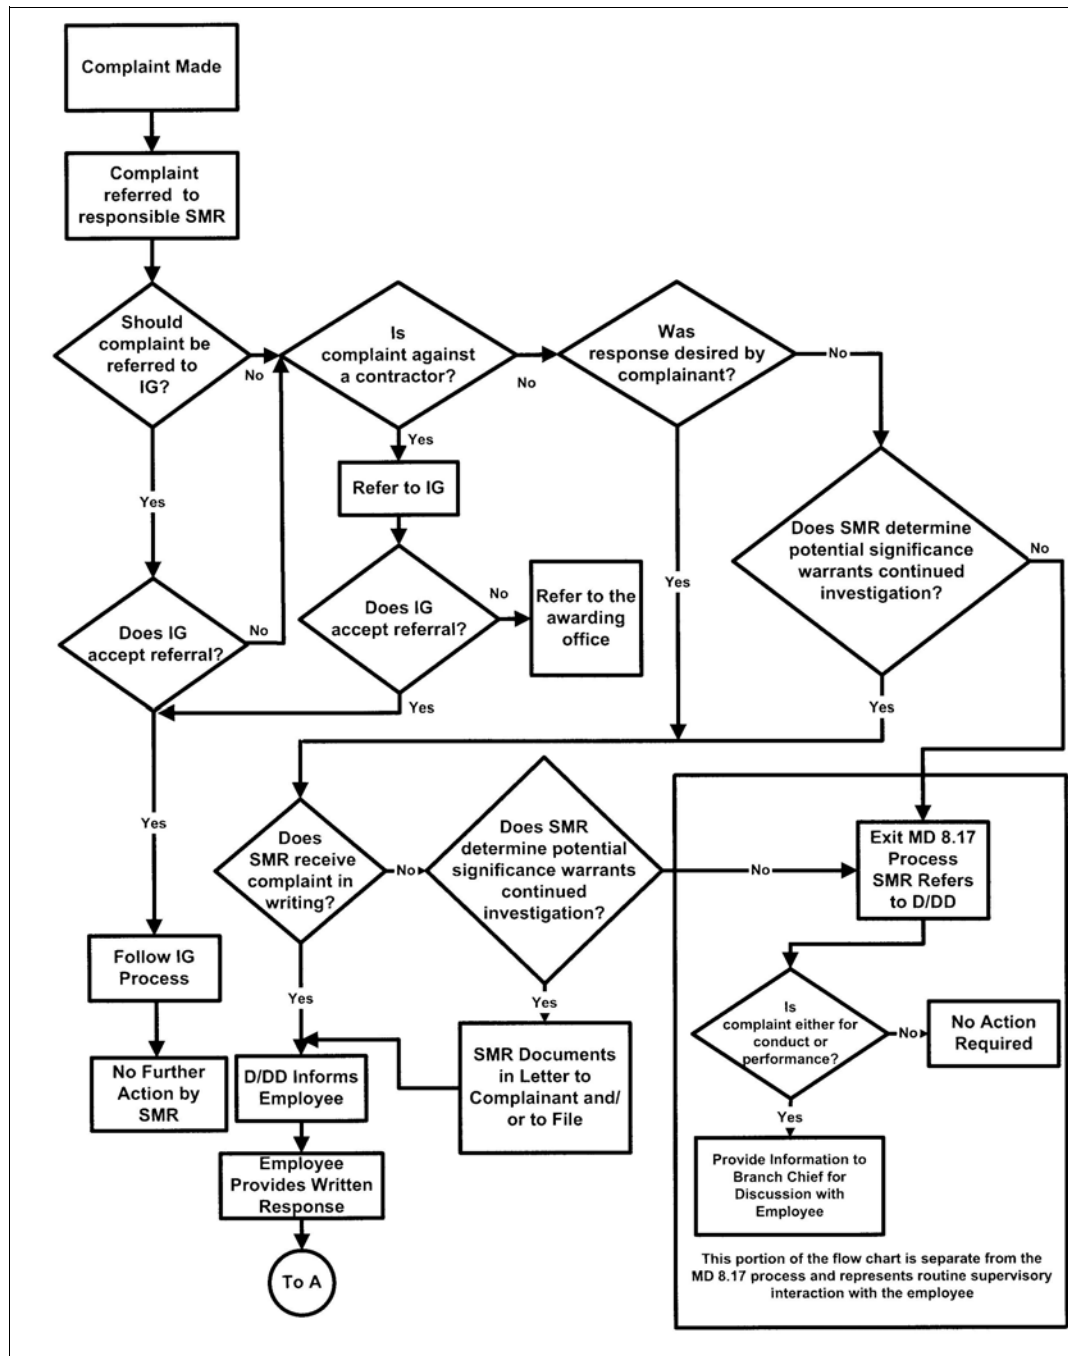 Complaint Made
Complaint
referred to
responsible SMR
Should
complaint be
referred to
IG?
No
Is
complaint against
a contractor?
No
Was
response desired by
complainant?
No
Yes
Yes
Refer to IG
Does SMR determine
potential significance
warrants continued
investigation?
No
Yes
Does IG
accept referral?
No
Does IG
accept referral?
No
Refer to the
awarding
office
Yes
Yes
Yes
Does
SMR receive
complaint in
writing?
No
Does SMR
determine potential
significance warrants
continued
investigation?
No
Exit MD 8.17
Process
SMR Refers
to D/DD
Follow IG
Process
Yes
Yes
Is
complaint either for
conduct or
performance?
No
No Action
Required
No Further
Action by
SMR
D/DD Informs
Employee
SMR Documents
in Letter to
Complainant and/
or to File
Yes
Employee
Provides Written
Response
Provide Information to
Branch Chief for
Discussion with
Employee
To A
This portion of the flow chart is separate from the
MD 8.17 process and represents routine supervisory
interaction with the employee